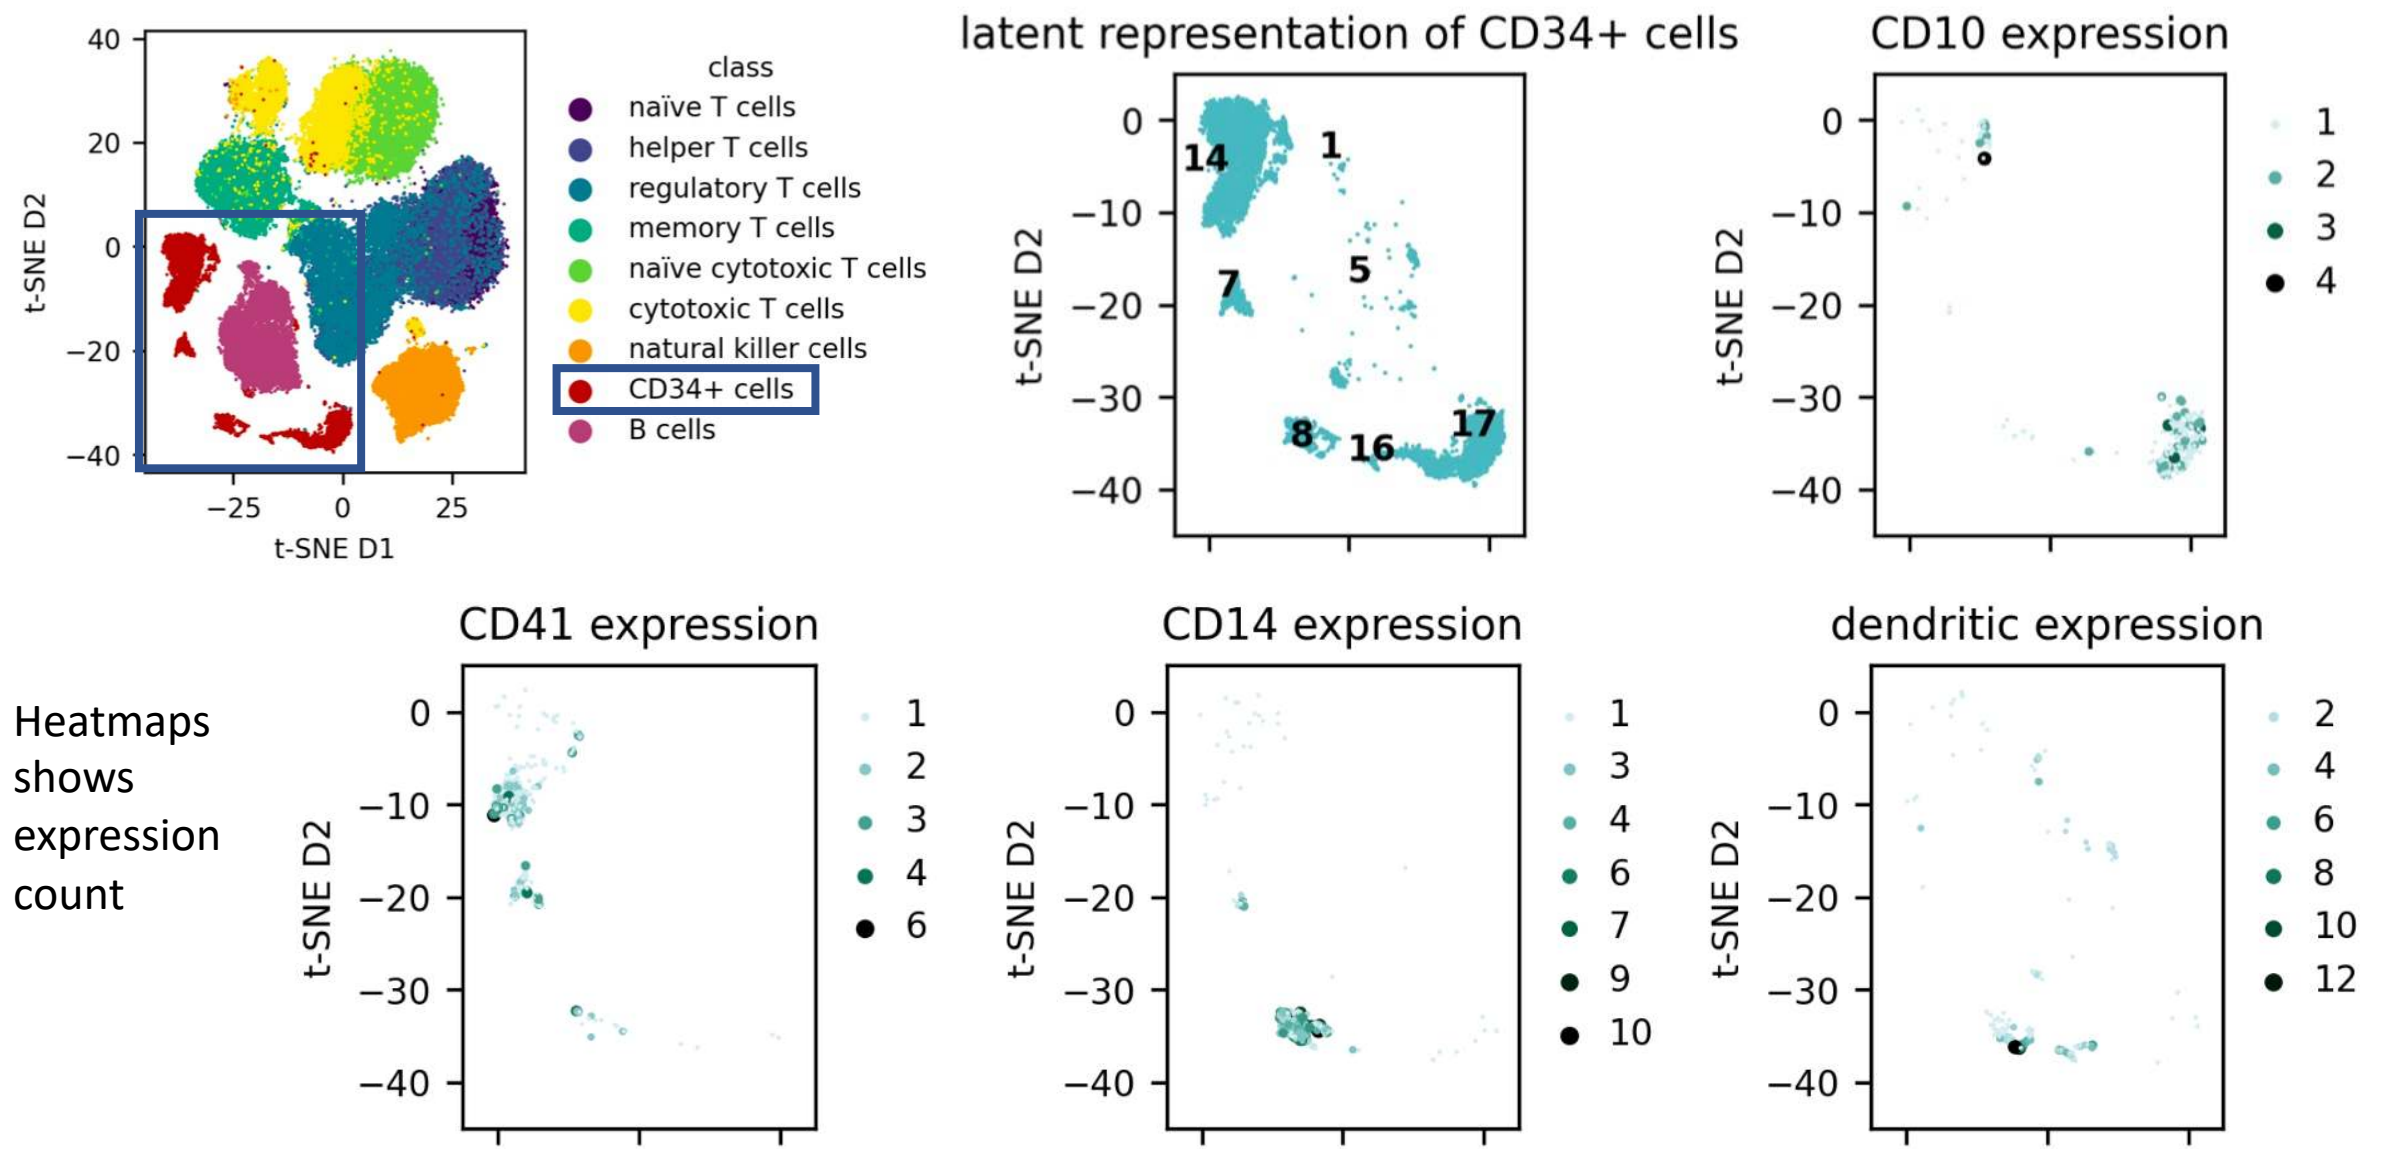 latent representation of CD34+ cells
CD10 expression
40
20
0
−20
−40
t-SNE D2
−25
0
25
t-SNE D1
class
naïve T cells
helper T cells
regulatory T cells
memory T cells
naïve cytotoxic T cells
cytotoxic T cells
natural killer cells
CD34+ cells
B cells
0
−10
−20
−30
−40
t-SNE D2
14
1
7
5
8
16
17
0
−10
−20
−30
−40
t-SNE D2
1
2
3
4
CD41 expression
CD14 expression
dendritic expression
Heatmaps
shows
expression
count
0
−10
−20
−30
−40
t-SNE D2
1
2
3
4
6
0
−10
−20
−30
−40
t-SNE D2
1
3
4
6
7
9
10
0
−10
−20
−30
−40
t-SNE D2
2
4
6
8
10
12